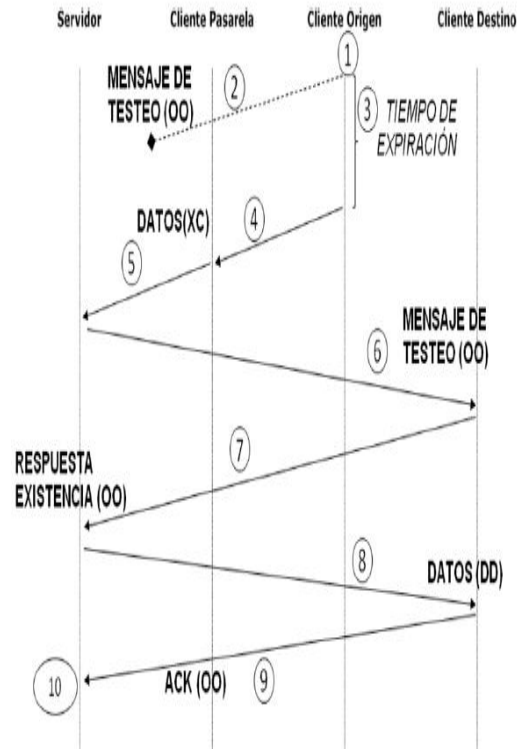 Servidor
Cliente Pasarela
Cliente Origen
Cliente Destino
1
MENSAJE DE
TESTEO (OO)
2
3
TIEMPO DE
EXPIRACIÓN
DATOS(XC)
4
5
MENSAJE DE
TESTEO (OO)
6
7
RESPUESTA
EXISTENCIA (OO)
8
DATOS (DD)
10
ACK (OO)
9